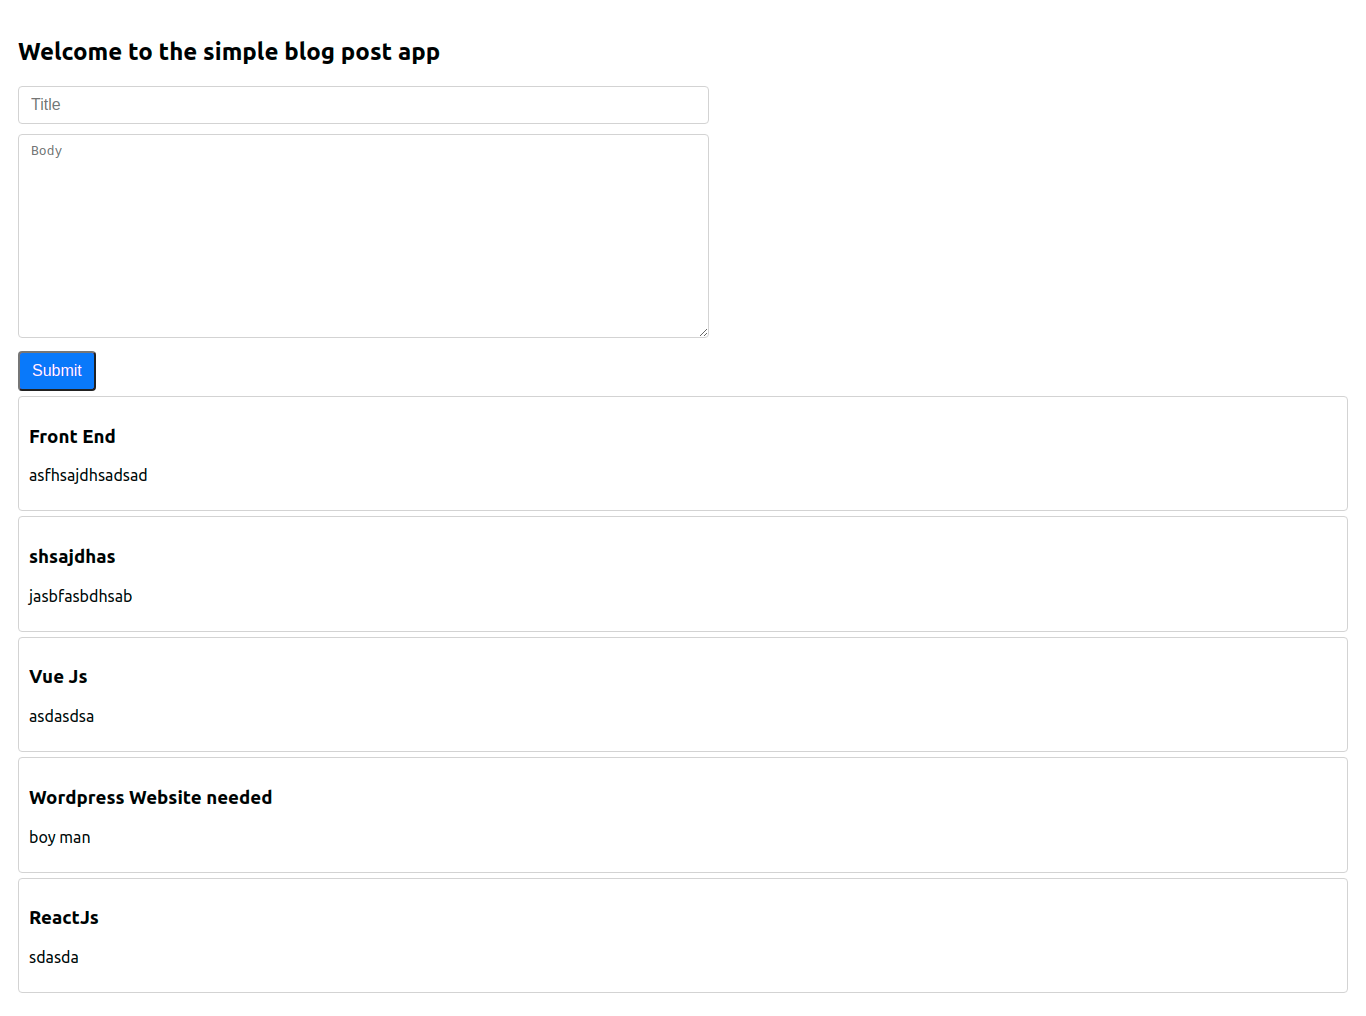 Welcome to the simple blog post app
Title
Body
Submit
Front End
asfhsajdhsadsad
shsajdhas
jasbfasbdhsab
Vue Js
asdasdsa
Wordpress Website needed
boy man
ReactJs
sdasda